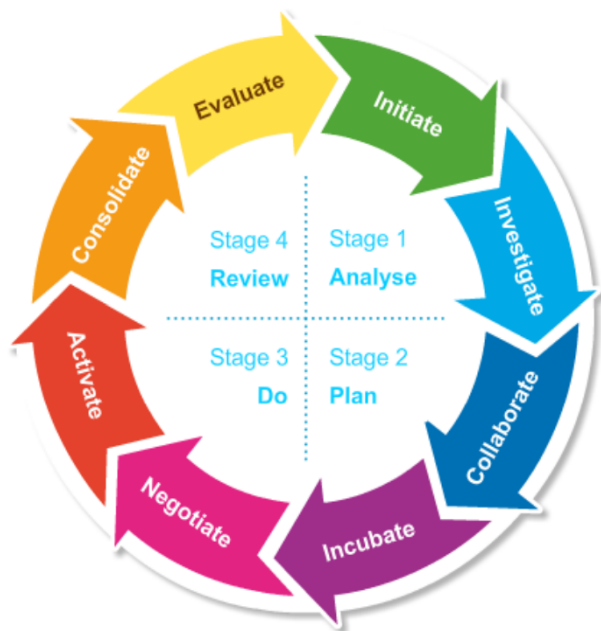 Evaluate
Initiate
Investigate
Collaborate
Incubate
Negotiate
Activate
Consolidate
Stage 4
Review
Stage 1
Analyse
Stage 3
Do
Stage 2
Plan